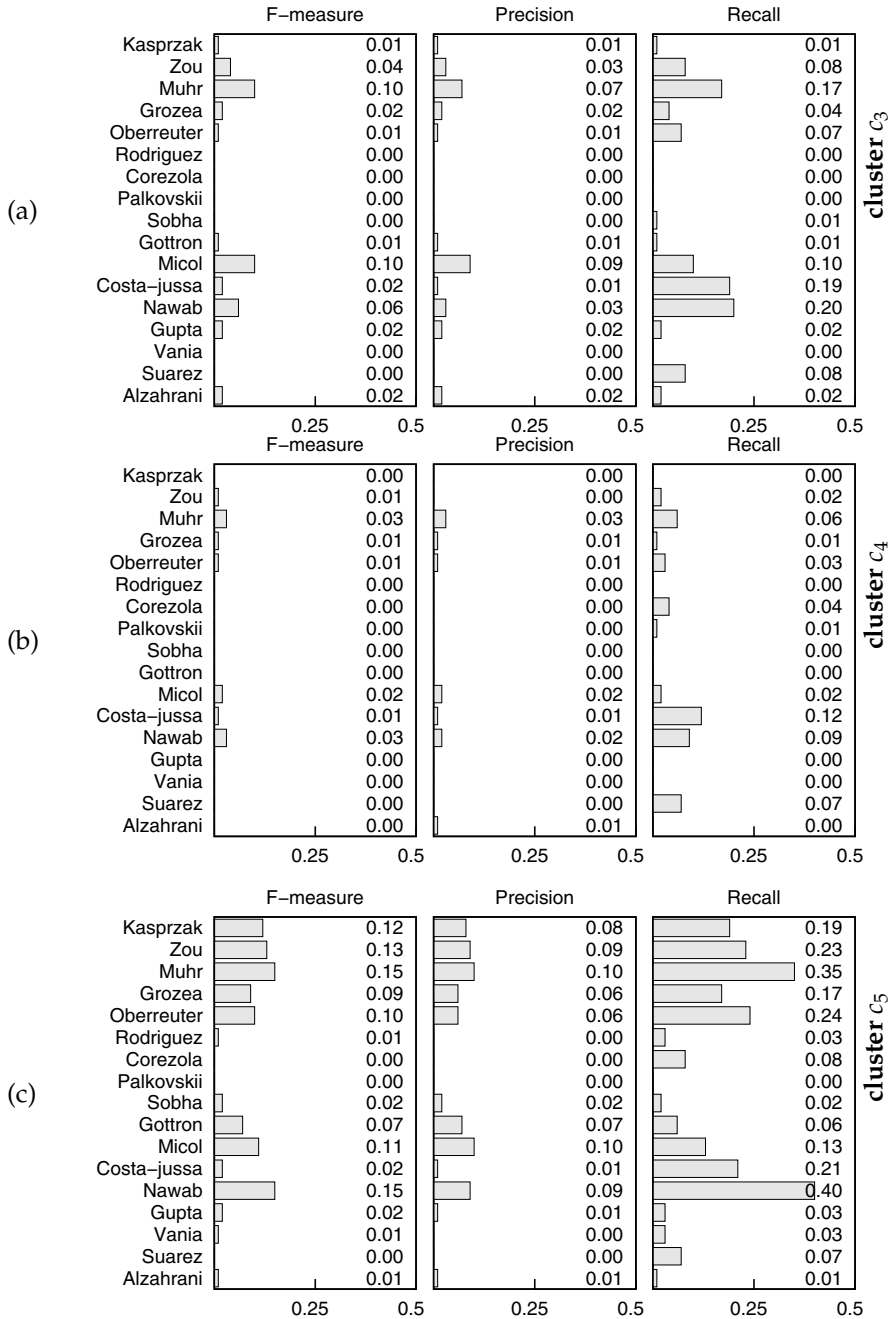 F−measure Precision Recall
Kasprzak 0.01 0.01 0.01
Zou 0.04 0.03 0.08
Muhr 0.10 0.07 0.17
Grozea 0.02 0.02 0.04
Oberreuter 0.01 0.01 0.07
Rodriguez 0.00 0.00 0.00
Corezola 0.00 0.00 0.00
Palkovskii 0.00 0.00 0.00
(a)
Sobha 0.00 0.00 0.01
Gottron 0.01 0.01 0.01
Micol 0.10 0.09 0.10
Costa−jussa 0.02 0.01 0.19
Nawab 0.06 0.03 0.20
Gupta 0.02 0.02 0.02
Vania 0.00 0.00 0.00
Suarez 0.00 0.00 0.08
Alzahrani 0.02 0.02 0.02
cluster c3
0.25 0.5 0.25 0.5 0.25 0.5
F−measure Precision Recall
Kasprzak 0.00 0.00 0.00
Zou 0.01 0.00 0.02
Muhr 0.03 0.03 0.06
Grozea 0.01 0.01 0.01
Oberreuter 0.01 0.01 0.03
Rodriguez 0.00 0.00 0.00
Corezola 0.00 0.00 0.04
Palkovskii 0.00 0.00 0.01
(b)
Sobha 0.00 0.00 0.00
Gottron 0.00 0.00 0.00
Micol 0.02 0.02 0.02
Costa−jussa 0.01 0.01 0.12
Nawab 0.03 0.02 0.09
Gupta 0.00 0.00 0.00
Vania 0.00 0.00 0.00
Suarez 0.00 0.00 0.07
Alzahrani 0.00 0.01 0.00
cluster c4
0.25 0.5 0.25 0.5 0.25 0.5
F−measure Precision Recall
Kasprzak 0.12 0.08 0.19
Zou 0.13 0.09 0.23
Muhr 0.15 0.10 0.35
Grozea 0.09 0.06 0.17
Oberreuter 0.10 0.06 0.24
Rodriguez 0.01 0.00 0.03
Corezola 0.00 0.00 0.08
Palkovskii 0.00 0.00 0.00
(c)
Sobha 0.02 0.02 0.02
Gottron 0.07 0.07 0.06
Micol 0.11 0.10 0.13
Costa−jussa 0.02 0.01 0.21
Nawab 0.15 0.09 0.40
Gupta 0.02 0.01 0.03
Vania 0.01 0.00 0.03
Suarez 0.00 0.00 0.07
Alzahrani 0.01 0.01 0.01
cluster c5
0.25 0.5 0.25 0.5 0.25 0.5